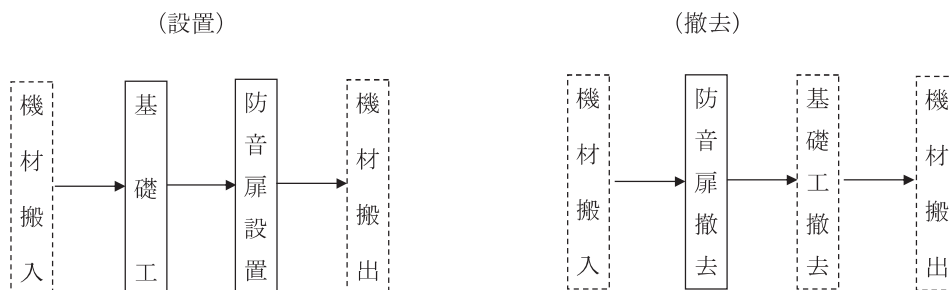 （設置）
機材搬入
基礎工
防音扉設置
機材搬出
（撤去）
機材搬入
防音扉撤去
基礎工撤去
機材搬出